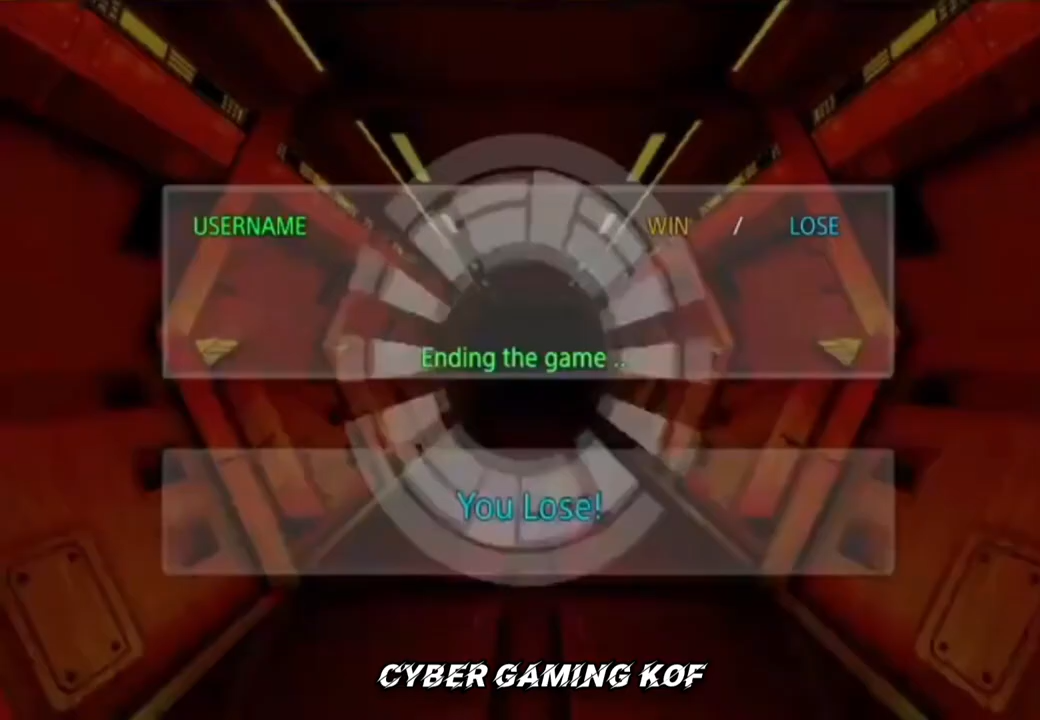 USERNAME WIN / LOSE
Ending the game ..
You Lose!
CYBER GAMING KOF